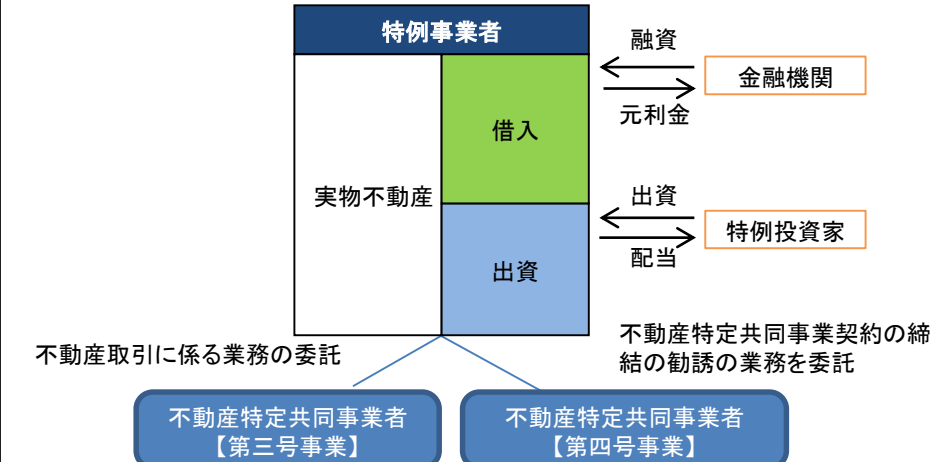 特例事業者
融資
金融機関
元利金
借入
実物不動産
出資
特例投資家
配当
出資
不動産取引に係る業務の委託
不動産特定共同事業契約の締
結の勧誘の業務を委託
不動産特定共同事業者
【第三号事業】
不動産特定共同事業者
【第四号事業】